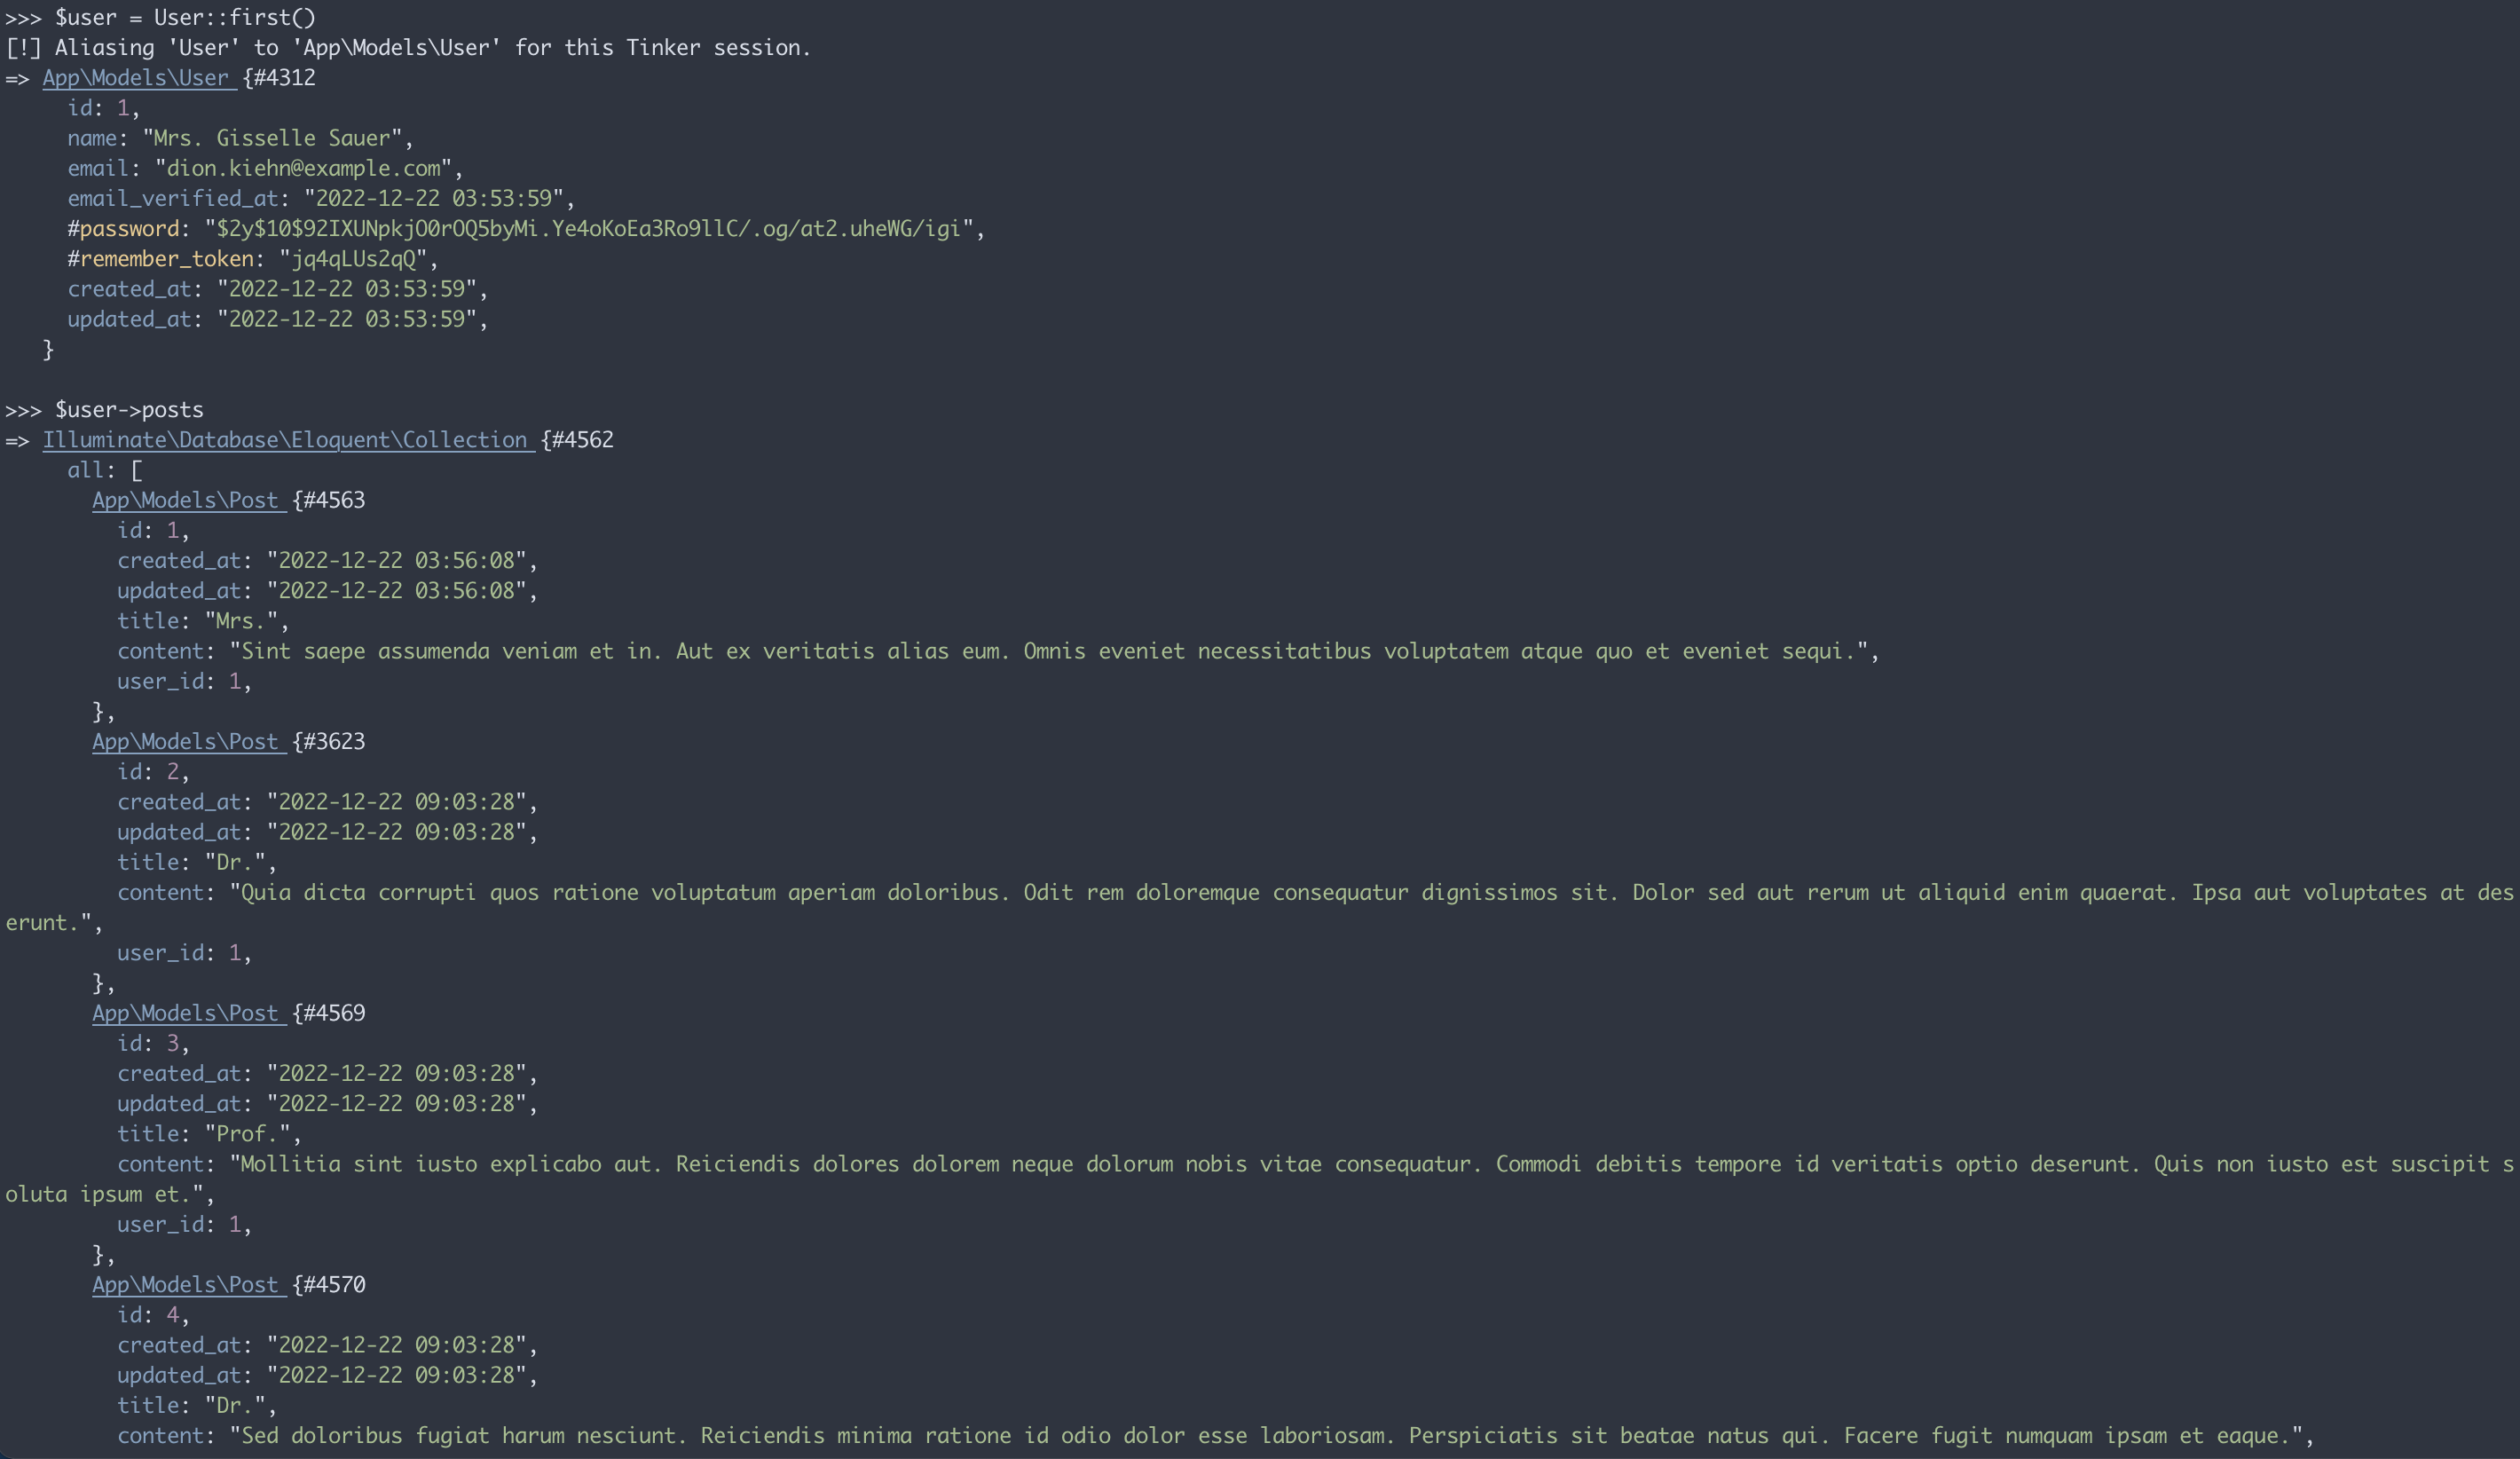 >>> $user = User::first()
[!] Aliasing 'User' to 'App\Models\User' for this Tinker session.
=> App\Models\User {#4312
id: 1,
name: "Mrs. Gisselle Sauer",
email: "dion.kiehn@example.com",
email_verified_at: "2022-12-22 03:53:59",
#password: "$2y$10$92IXUNpkjO0rOQ5byMi.Ye4oKoEa3Ro9llC/.og/at2.uheWG/igi",
#remember_token: "jq4qLUs2qQ",
created_at: "2022-12-22 03:53:59",
updated_at: "2022-12-22 03:53:59",
}
>>> $user->posts
=> Illuminate\Database\Eloquent\Collection {#4562
all: [
App\Models\Post {#4563
id: 1,
created_at: "2022-12-22 03:56:08",
updated_at: "2022-12-22 03:56:08",
title: "Mrs.",
content: "Sint saepe assumenda veniam et in. Aut ex veritatis alias eum. Omnis eveniet necessitatibus voluptatem atque quo et eveniet sequi.",
user_id: 1,
},
App\Models\Post {#3623
id: 2,
created_at: "2022-12-22 09:03:28",
updated_at: "2022-12-22 09:03:28",
title: "Dr.",
content: "Quia dicta corrupti quos ratione voluptatum aperiam doloribus. Odit rem doloremque consequatur dignissimos sit. Dolor sed aut rerum ut aliquid enim quaerat. Ipsa aut voluptates at des
erunt.",
user_id: 1,
},
App\Models\Post {#4569
id: 3,
created_at: "2022-12-22 09:03:28",
updated_at: "2022-12-22 09:03:28",
title: "Prof.",
content: "Mollitia sint iusto explicabo aut. Reiciendis dolores dolorem neque dolorum nobis vitae consequatur. Commodi debitis tempore id veritatis optio deserunt. Quis non iusto est suscipit s
oluta ipsum et.",
user_id: 1,
},
App\Models\Post {#4570
id: 4,
created_at: "2022-12-22 09:03:28",
updated_at: "2022-12-22 09:03:28",
title: "Dr.",
content: "Sed doloribus fugiat harum nesciunt. Reiciendis minima ratione id odio dolor esse laboriosam. Perspiciatis sit beatae natus qui. Facere fugit numquam ipsam et eaque.",